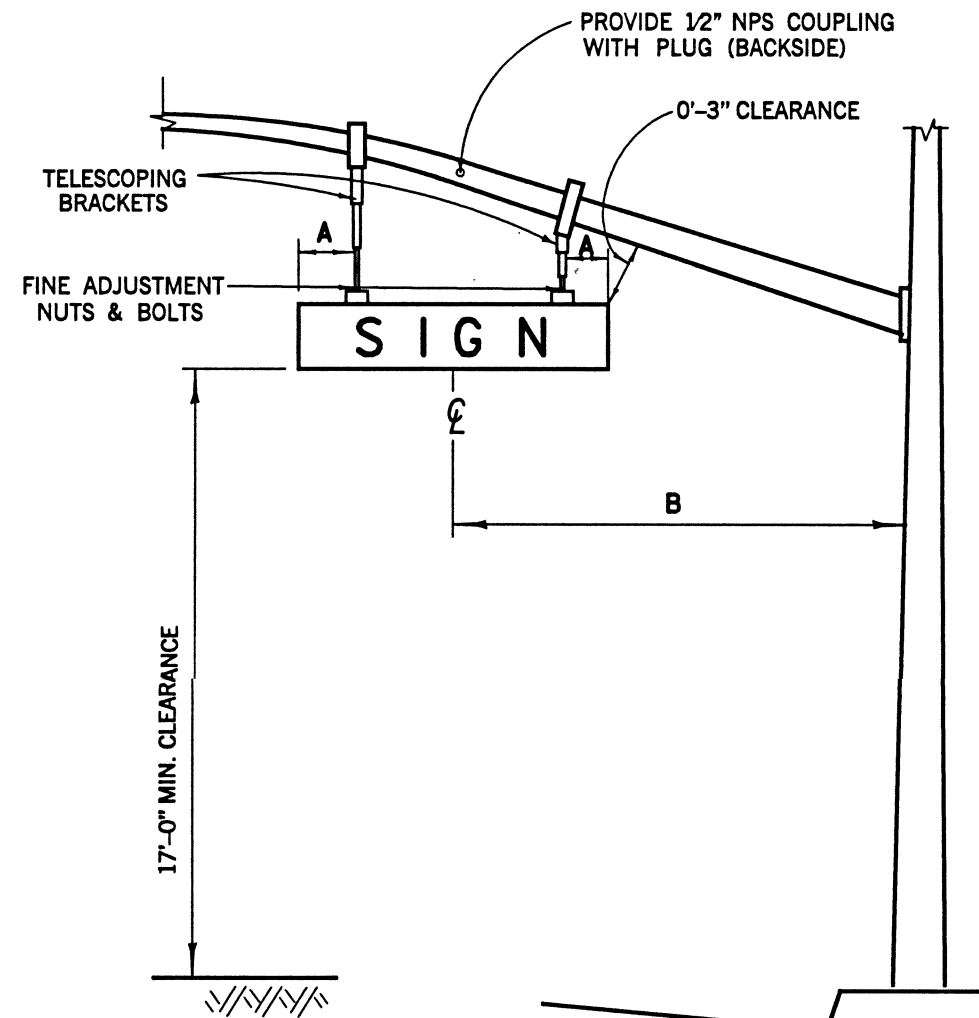 PROVIDE 1/2" NPS COUPLING
WITH PLUG (BACKSIDE)
0'-3" CLEARANCE
TELESCOPING
BRACKETS
A
A
FINE ADJUSTMENT
NUTS & BOLTS
SIGN
℄
B
17'-0" MIN. CLEARANCE